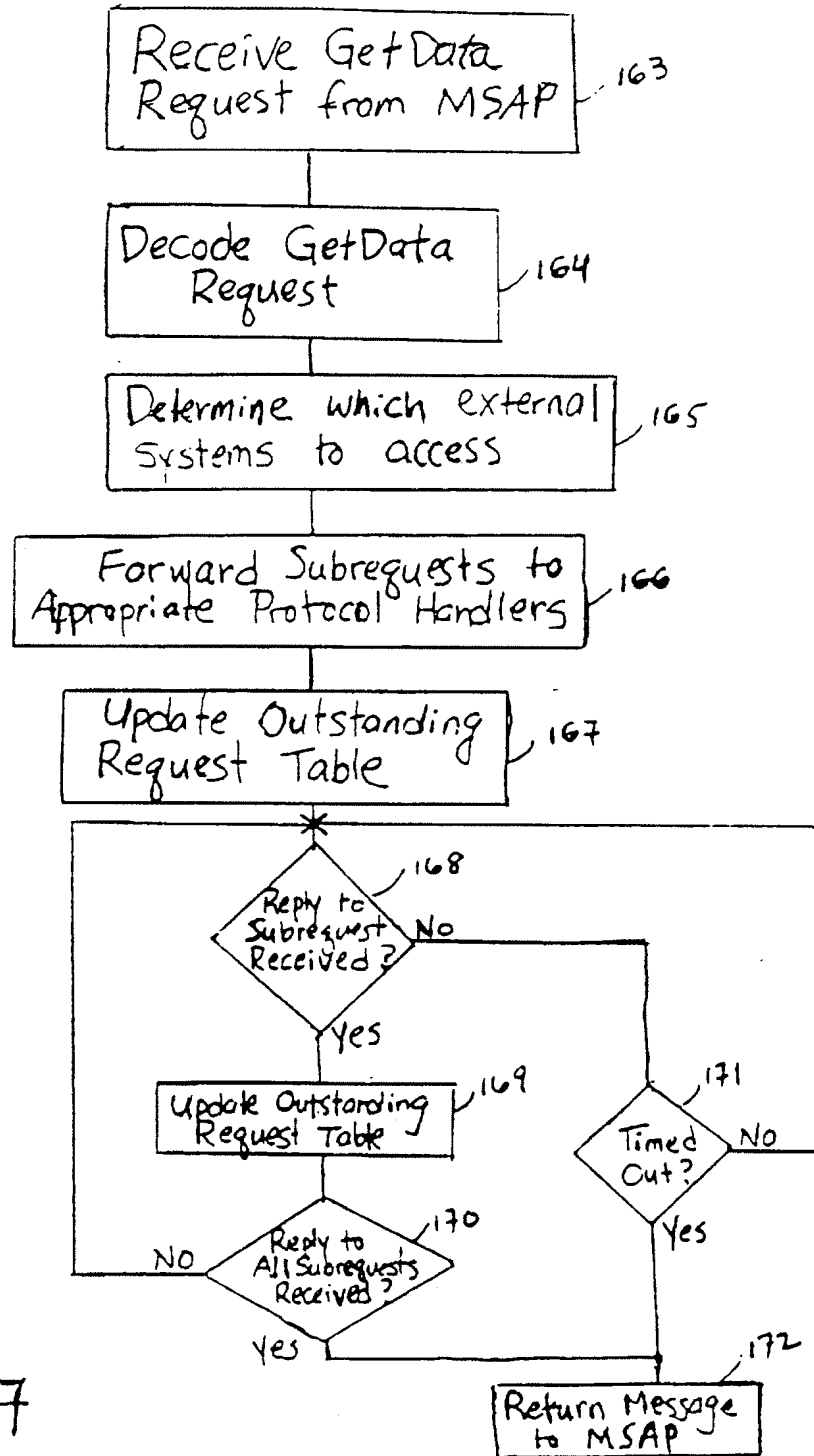 Receive GetData
Request from MSAP
163
Decode GetData
Request
164
Determine which external
systems to access
165
Forward Subrequests to
Appropriate Protocol Handlers
166
Update Outstanding
Request Table
167
Reply to
Subrequest
Received?
168
No
Yes
Update Outstanding
Request Table
169
171
Timed
Out?
No
Yes
Reply to
All Subrequests
Received?
170
No
Yes
172
Return Message
to MSAP
7